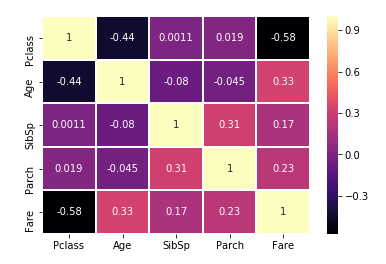 Pclass 1 -0.44 0.0011 0.019 -0.58
Age -0.44 1 -0.08 -0.045 0.33
SibSp 0.0011 -0.08 1 0.31 0.17
Parch 0.019 -0.045 0.31 1 0.23
Fare -0.58 0.33 0.17 0.23 1
Pclass Age SibSp Parch Fare
0.9
0.6
0.3
0.0
−0.3